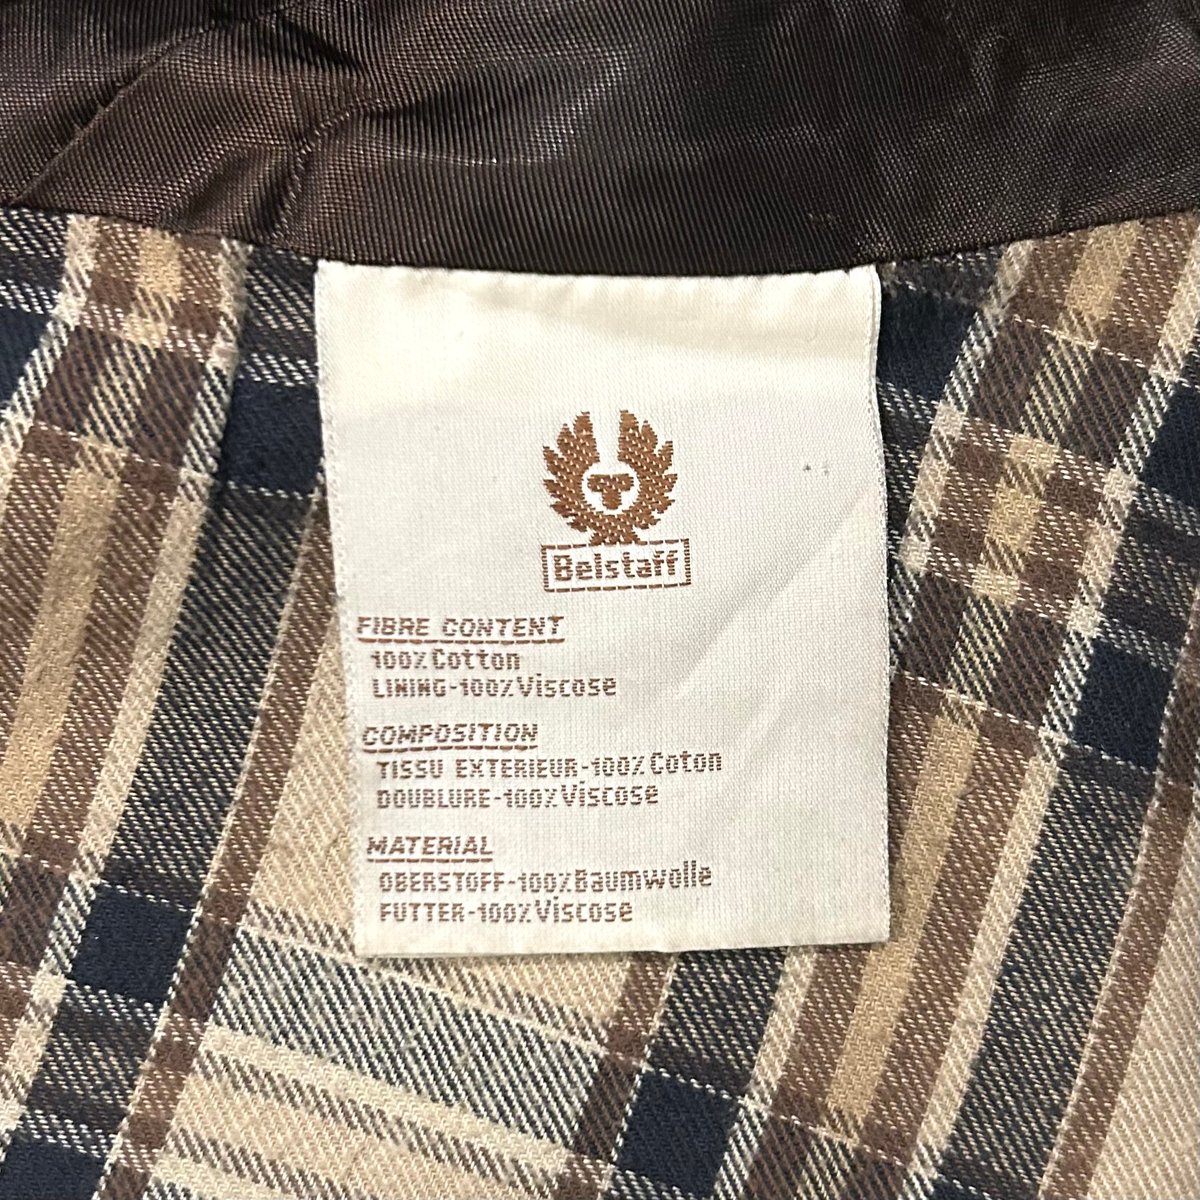 Belstaff
FIBRE CONTENT
100% Cotton
LINING-100% Viscose
COMPOSITION
TISSU EXTERIEUR-100% Coton
DOUBLURE-100% Viscose
MATERIAL
OBERSTOFF-100% Baumwolle
FUTTER-100% Viscose